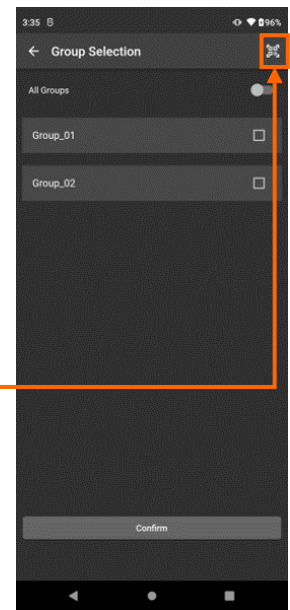 3:35 96%
Group Selection
All Groups
Group_01
Group_02
Confirm